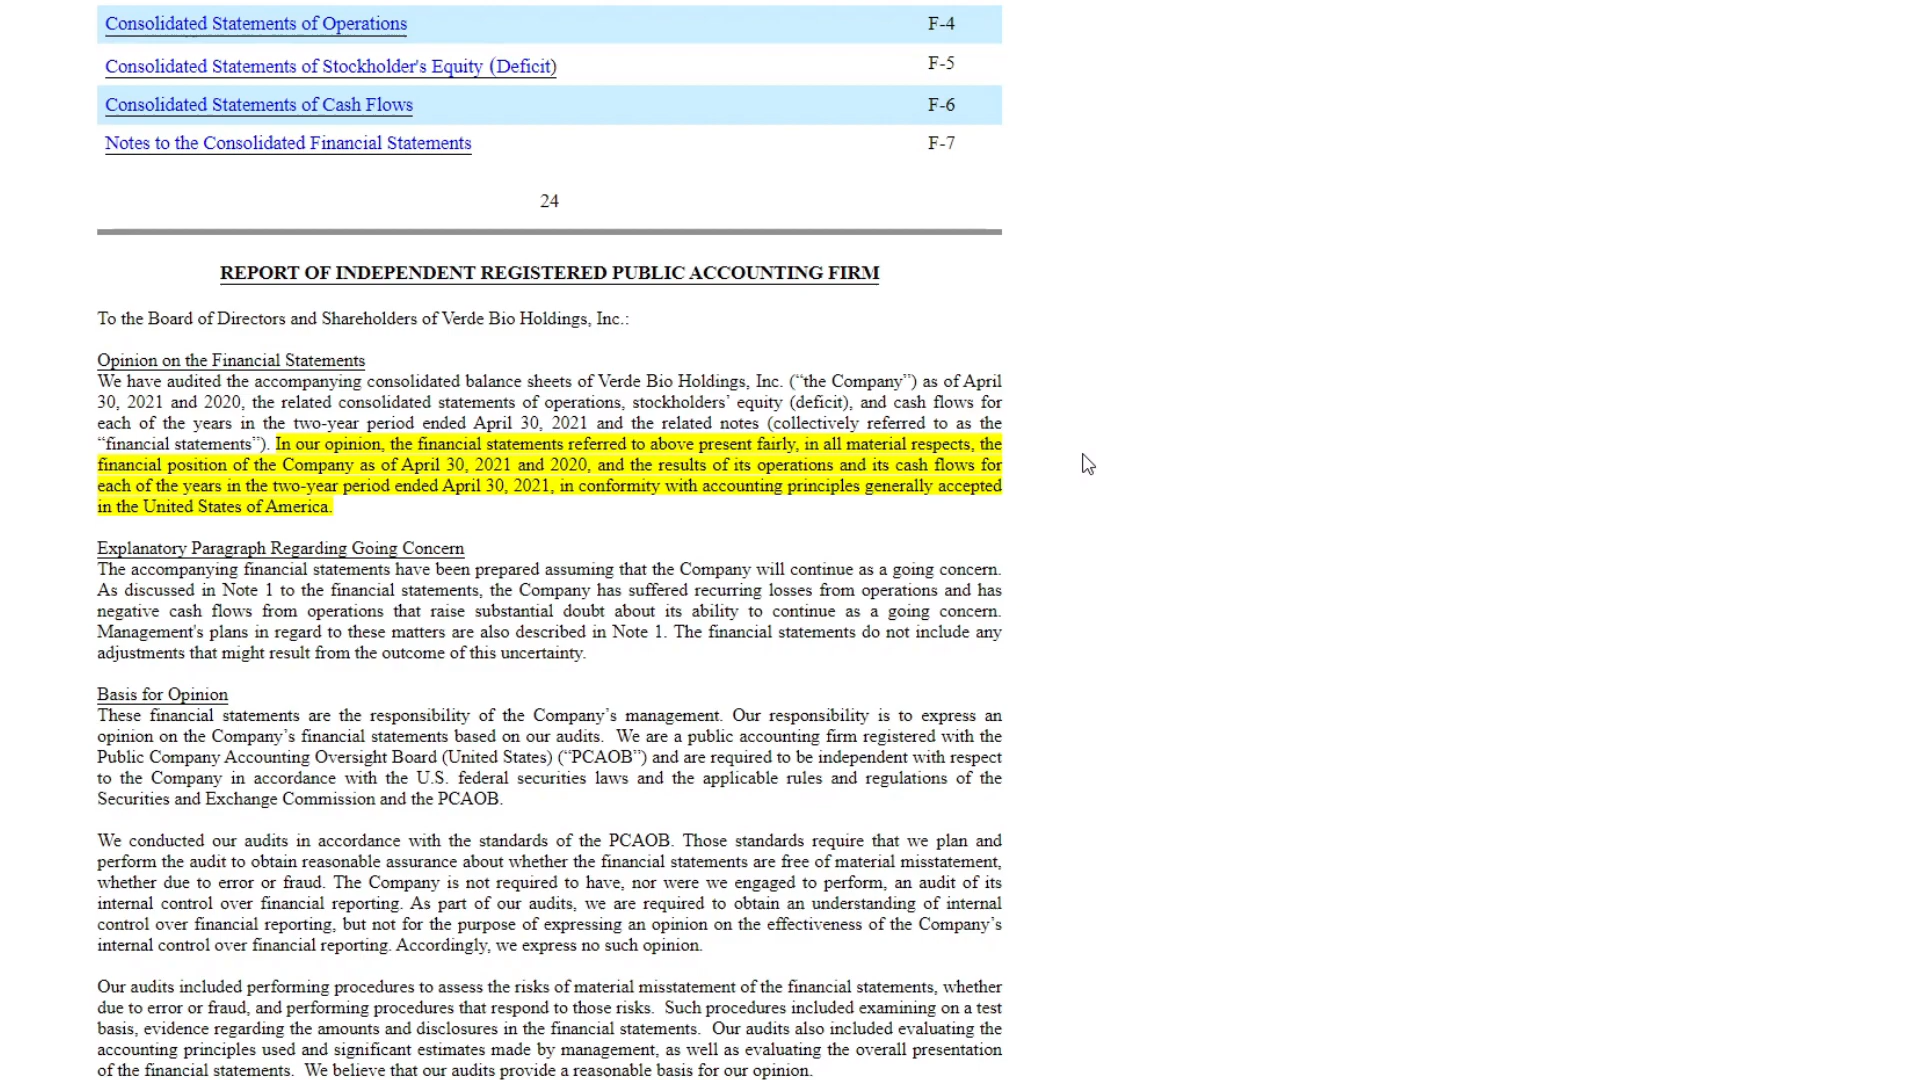 Consolidated Statements of Operations F-4
Consolidated Statements of Stockholder's Equity (Deficit) F-5
Consolidated Statements of Cash Flows F-6
Notes to the Consolidated Financial Statements F-7
24
REPORT OF INDEPENDENT REGISTERED PUBLIC ACCOUNTING FIRM
To the Board of Directors and Shareholders of Verde Bio Holdings, Inc.:
Opinion on the Financial Statements
We have audited the accompanying consolidated balance sheets of Verde Bio Holdings, Inc. (“the Company”) as of April
30, 2021 and 2020, the related consolidated statements of operations, stockholders’ equity (deficit), and cash flows for
each of the years in the two-year period ended April 30, 2021 and the related notes (collectively referred to as the
“financial statements”). In our opinion, the financial statements referred to above present fairly, in all material respects, the
financial position of the Company as of April 30, 2021 and 2020, and the results of its operations and its cash flows for
each of the years in the two-year period ended April 30, 2021, in conformity with accounting principles generally accepted
in the United States of America.
Explanatory Paragraph Regarding Going Concern
The accompanying financial statements have been prepared assuming that the Company will continue as a going concern.
As discussed in Note 1 to the financial statements, the Company has suffered recurring losses from operations and has
negative cash flows from operations that raise substantial doubt about its ability to continue as a going concern.
Management's plans in regard to these matters are also described in Note 1. The financial statements do not include any
adjustments that might result from the outcome of this uncertainty.
Basis for Opinion
These financial statements are the responsibility of the Company’s management. Our responsibility is to express an
opinion on the Company’s financial statements based on our audits. We are a public accounting firm registered with the
Public Company Accounting Oversight Board (United States) (“PCAOB”) and are required to be independent with respect
to the Company in accordance with the U.S. federal securities laws and the applicable rules and regulations of the
Securities and Exchange Commission and the PCAOB.
We conducted our audits in accordance with the standards of the PCAOB. Those standards require that we plan and
perform the audit to obtain reasonable assurance about whether the financial statements are free of material misstatement,
whether due to error or fraud. The Company is not required to have, nor were we engaged to perform, an audit of its
internal control over financial reporting. As part of our audits, we are required to obtain an understanding of internal
control over financial reporting, but not for the purpose of expressing an opinion on the effectiveness of the Company’s
internal control over financial reporting. Accordingly, we express no such opinion.
Our audits included performing procedures to assess the risks of material misstatement of the financial statements, whether
due to error or fraud, and performing procedures that respond to those risks. Such procedures included examining on a test
basis, evidence regarding the amounts and disclosures in the financial statements. Our audits also included evaluating the
accounting principles used and significant estimates made by management, as well as evaluating the overall presentation
of the financial statements. We believe that our audits provide a reasonable basis for our opinion.